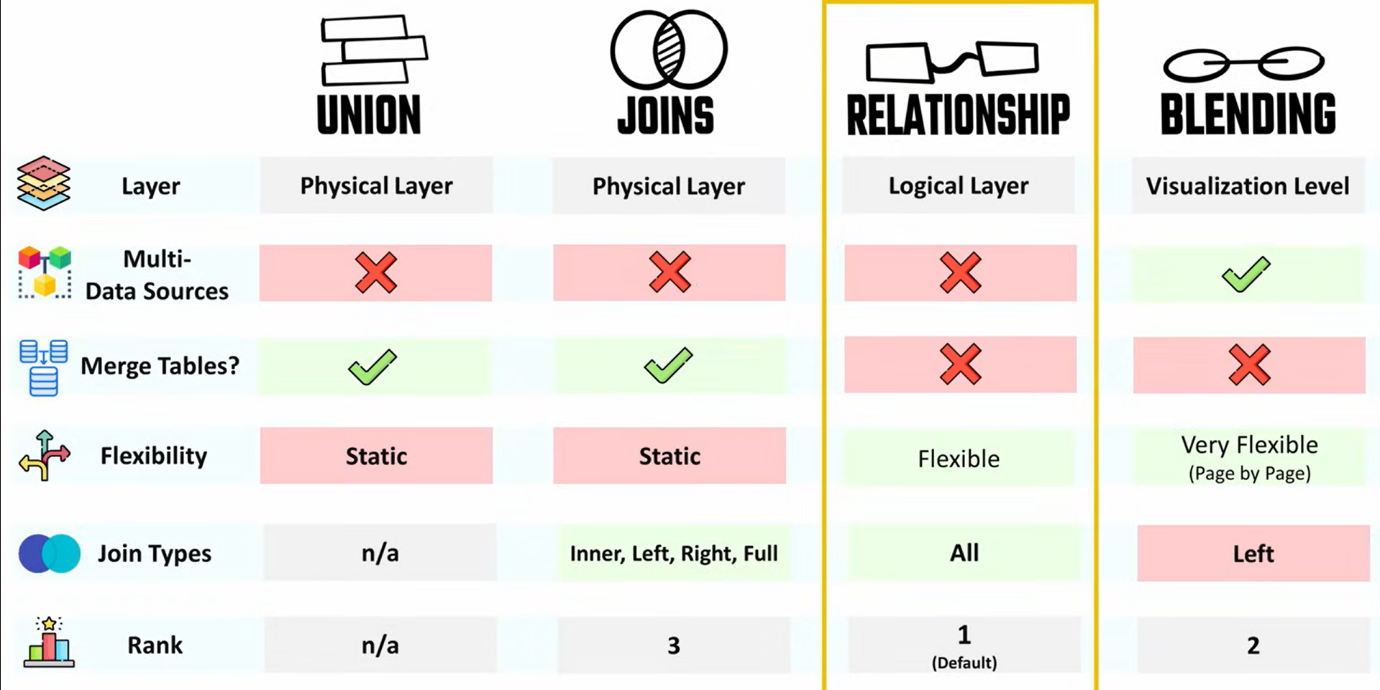 UNION
JOINS
RELATIONSHIP
BLENDING
Layer
Physical Layer
Physical Layer
Logical Layer
Visualization Level
Multi-
Data Sources
Merge Tables?
Flexibility
Static
Static
Flexible
Very Flexible
(Page by Page)
Join Types
n/a
Inner, Left, Right, Full
All
Left
Rank
n/a
3
1
(Default)
2